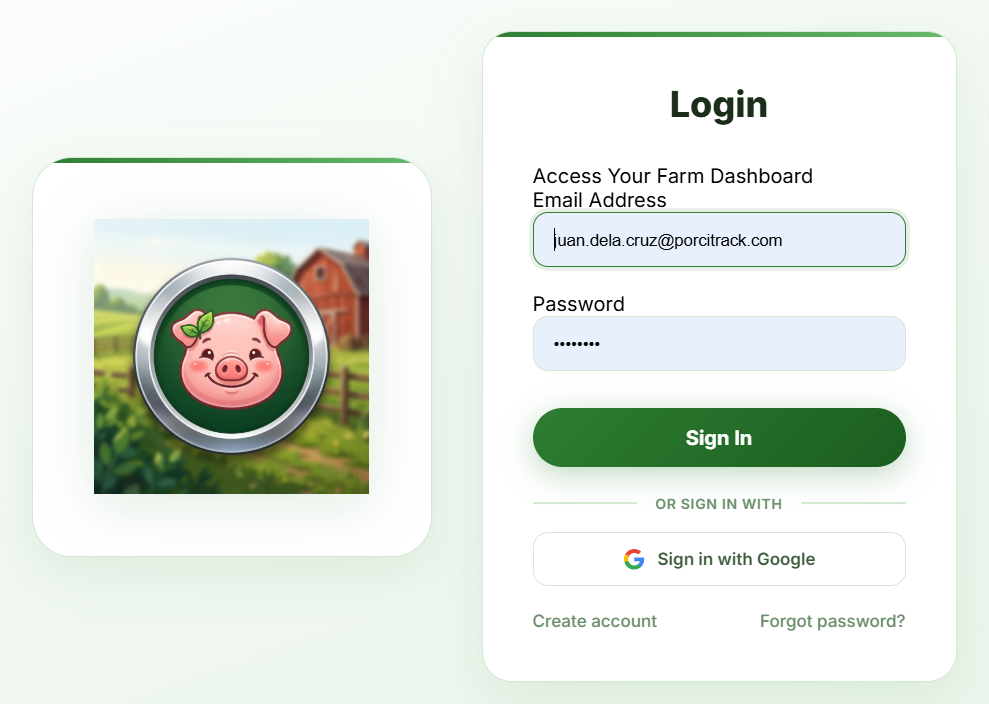 Login
Access Your Farm Dashboard
Email Address
juan.dela.cruz@porcitrack.com
Password
••••••••
Sign In
OR SIGN IN WITH
Sign in with Google
Create account
Forgot password?